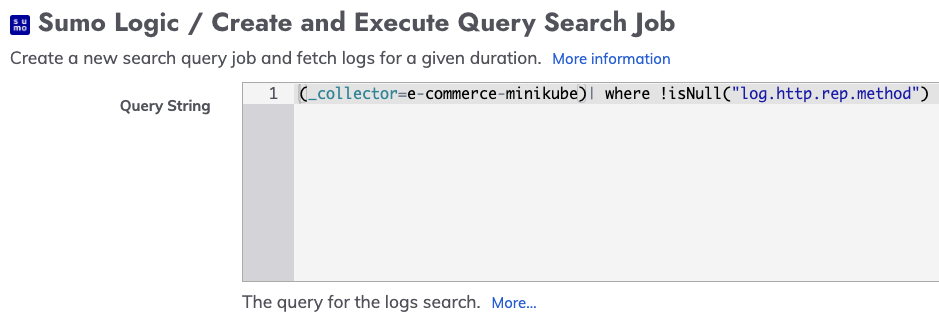 su
mo
Sumo Logic / Create and Execute Query Search Job
Create a new search query job and fetch logs for a given duration. More information
Query String
1 (_collector=e-commerce-minikube)| where !isNull("log.http.rep.method")
The query for the logs search. More...